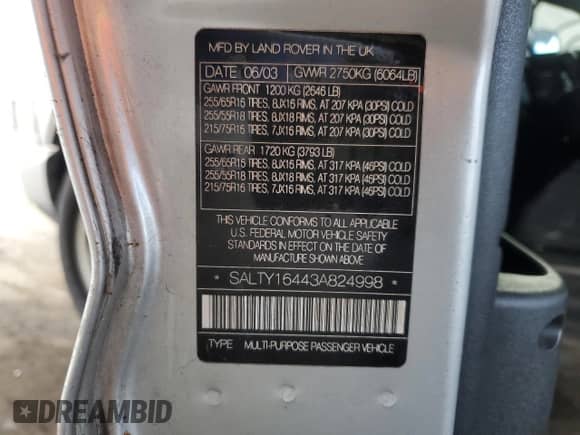 MFD BY LAND ROVER IN THE UK
DATE 06/03 GVWR 2750KG (6064LB)
GAWR FRONT 1200 KG (2646 LB)
255/65R16 TIRES, 8JX16 RIMS, AT 207 KPA (30PSI) COLD
255/55R18 TIRES, 8JX18 RIMS, AT 207 KPA (30PSI) COLD
215/75R16 TIRES, 7JX16 RIMS, AT 207 KPA (30PSI) COLD
GAWR REAR 1720 KG (3793 LB)
255/65R16 TIRES, 8JX16 RIMS, AT 317 KPA (46PSI) COLD
255/55R18 TIRES, 8JX18 RIMS, AT 317 KPA (46PSI) COLD
215/75R16 TIRES, 7JX16 RIMS, AT 317 KPA (46PSI) COLD
THIS VEHICLE CONFORMS TO ALL APPLICABLE
U.S. FEDERAL MOTOR VEHICLE SAFETY
STANDARDS IN EFFECT ON THE DATE OF
MANUFACTURE SHOWN ABOVE
* SALTY16443A824998 *
TYPE MULTI-PURPOSE PASSENGER VEHICLE
DREAMBID